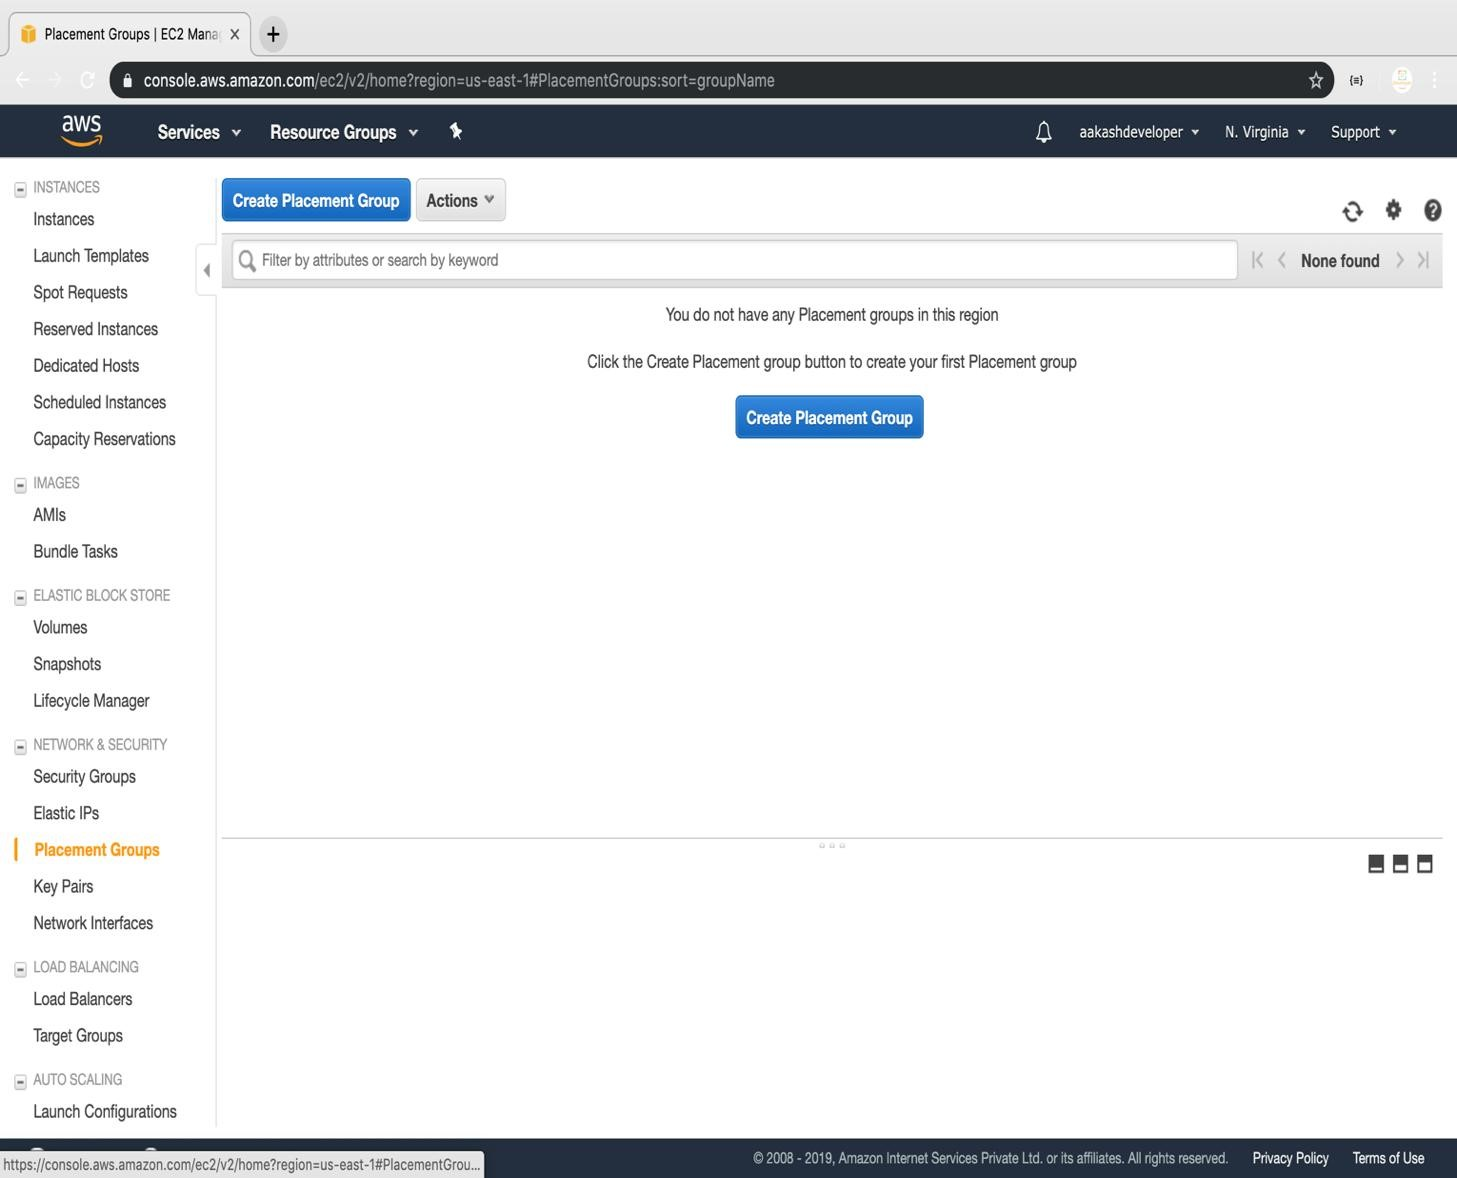 Placement Groups | EC2 Mana
console.aws.amazon.com/ec2/v2/home?region=us-east-1#PlacementGroups:sort=groupName
aws Services Resource Groups aakashdeveloper N. Virginia Support
INSTANCES
Instances
Launch Templates
Spot Requests
Reserved Instances
Dedicated Hosts
Scheduled Instances
Capacity Reservations
IMAGES
AMIs
Bundle Tasks
ELASTIC BLOCK STORE
Volumes
Snapshots
Lifecycle Manager
NETWORK & SECURITY
Security Groups
Elastic IPs
Placement Groups
Key Pairs
Network Interfaces
LOAD BALANCING
Load Balancers
Target Groups
AUTO SCALING
Launch Configurations
Create Placement Group Actions
Filter by attributes or search by keyword None found
You do not have any Placement groups in this region
Click the Create Placement group button to create your first Placement group
Create Placement Group
https://console.aws.amazon.com/ec2/v2/home?region=us-east-1#PlacementGrou...
© 2008 - 2019, Amazon Internet Services Private Ltd. or its affiliates. All rights reserved. Privacy Policy Terms of Use